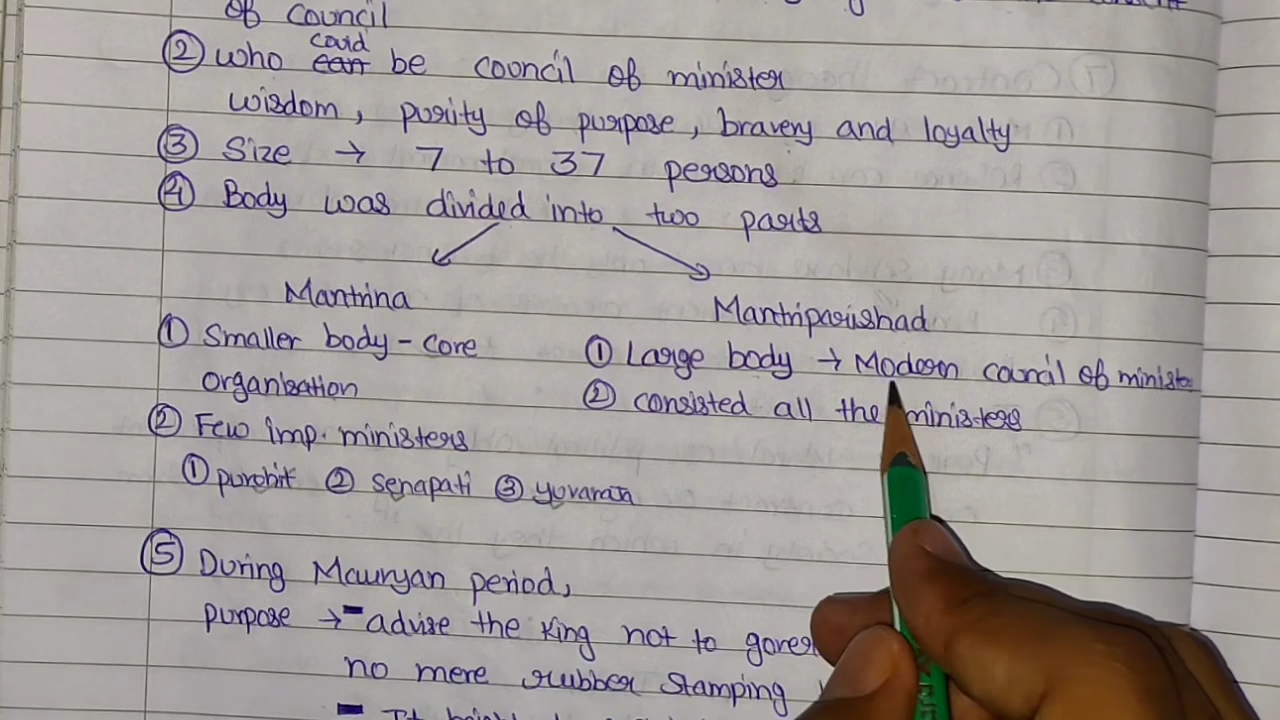 of council
② who could be council of minister
wisdom, purity of purpose, bravery and loyalty
③ Size → 7 to 37 persons
④ Body was divided into two parts
Mantrina
Mantriparishad
① Smaller body - core
organization
② Few imp. ministers
① purohit ② senapati ③ yuvaraj
① Large body → Modern council of ministe
② consisted all the ministers
⑤ During Mauryan period,
purpose → - advise the king not to gover
no mere rubber stamping